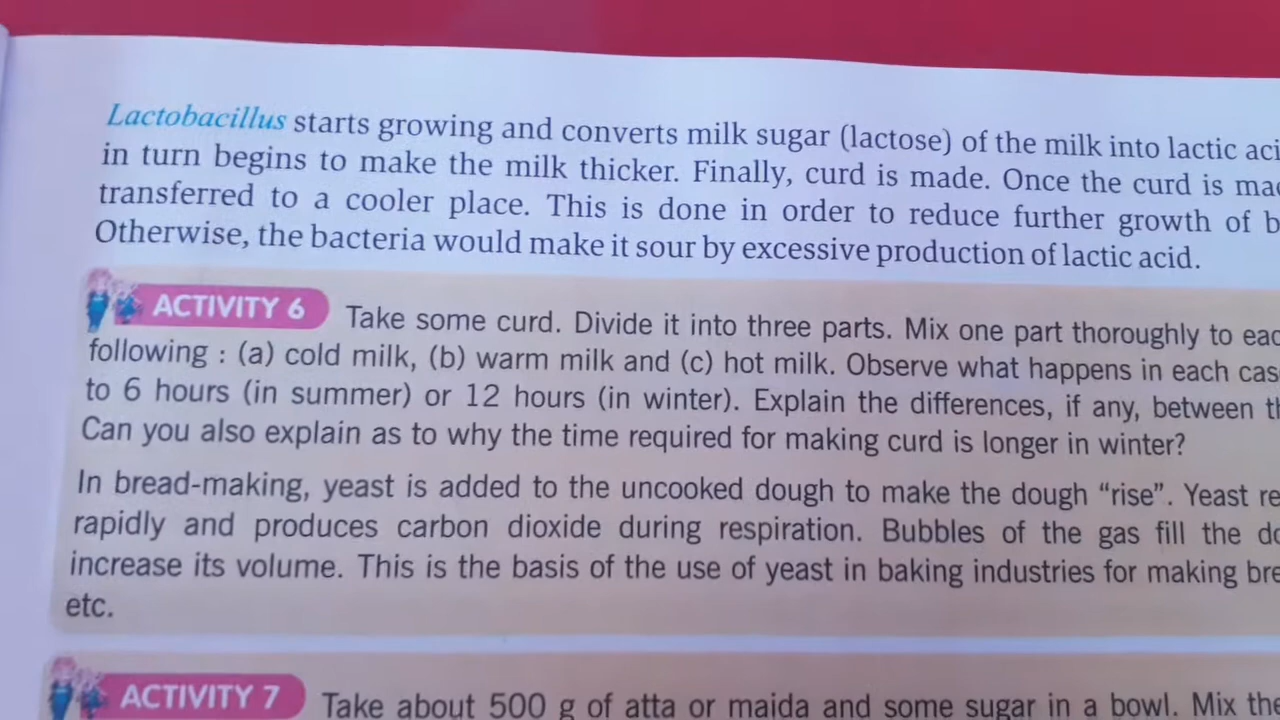 Lactobacillus starts growing and converts milk sugar (lactose) of the milk into lactic
in turn begins to make the milk thicker. Finally, curd is made. Once the curd is
transferred to a cooler place. This is done in order to reduce further growth of
Otherwise, the bacteria would make it sour by excessive production of lactic acid.
ACTIVITY 6 Take some curd. Divide it into three parts. Mix one part thoroughly to
following : (a) cold milk, (b) warm milk and (c) hot milk. Observe what happens in each
to 6 hours (in summer) or 12 hours (in winter). Explain the differences, if any, between
Can you also explain as to why the time required for making curd is longer in winter?
In bread-making, yeast is added to the uncooked dough to make the dough “rise”. Yeast
rapidly and produces carbon dioxide during respiration. Bubbles of the gas fill the
increase its volume. This is the basis of the use of yeast in baking industries for making
etc.
ACTIVITY 7 Take about 500 g of atta or maida and some sugar in a bowl. Mix